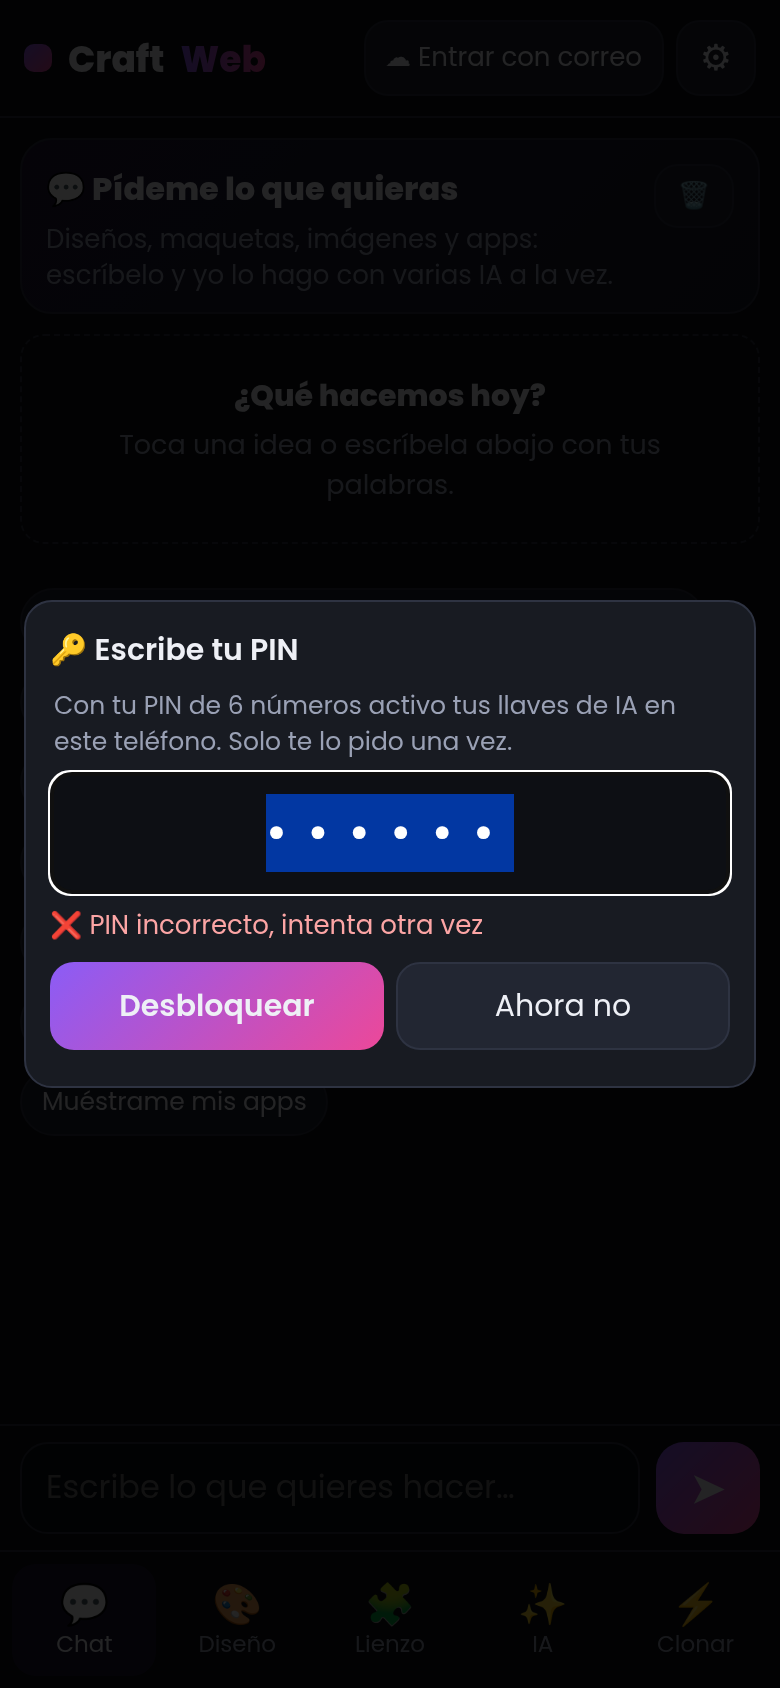 Craft Web
☁ Entrar con correo
💬 Pídeme lo que quieras
Diseños, maquetas, imágenes y apps:
escríbelo y yo lo hago con varias IA a la vez.
¿Qué hacemos hoy?
Toca una idea o escríbela abajo con tus
palabras.
🔑 Escribe tu PIN
Con tu PIN de 6 números activo tus llaves de IA en
este teléfono. Solo te lo pido una vez.
• • • • • •
❌ PIN incorrecto, intenta otra vez
Desbloquear
Ahora no
Muéstrame mis apps
Escribe lo que quieres hacer...
Chat
Diseño
Lienzo
IA
Clonar